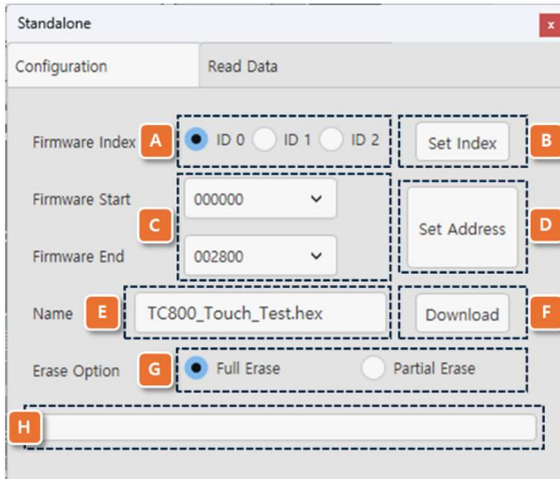 Standalone x
Configuration Read Data
Firmware Index A ID 0 ID 1 ID 2 Set Index B
Firmware Start 000000
C Set Address D
Firmware End 002800
Name E TC800_Touch_Test.hex Download F
Erase Option G Full Erase Partial Erase
H